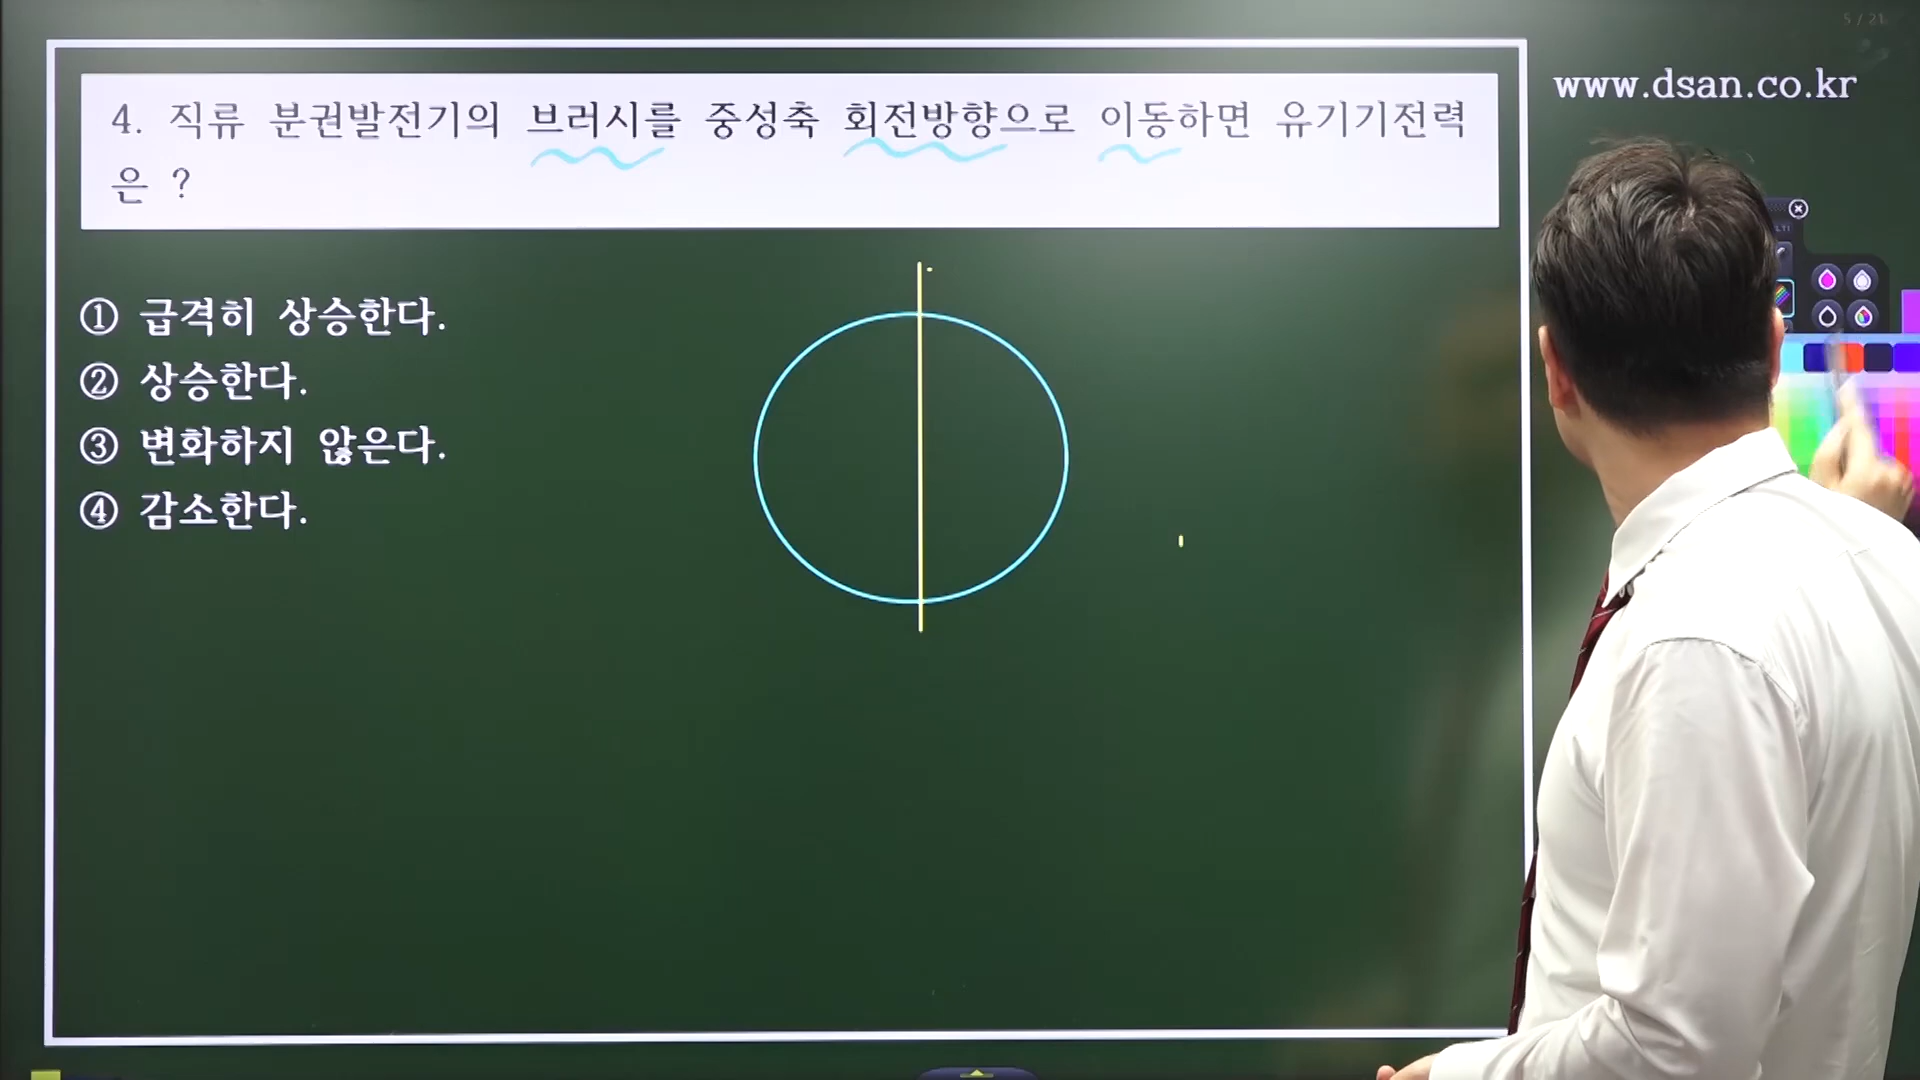 5 / 21
www.dsan.co.kr
4. 직류 분권발전기의 브러시를 중성축 회전방향으로 이동하면 유기기전력
은 ?
① 급격히 상승한다.
② 상승한다.
③ 변화하지 않은다.
④ 감소한다.